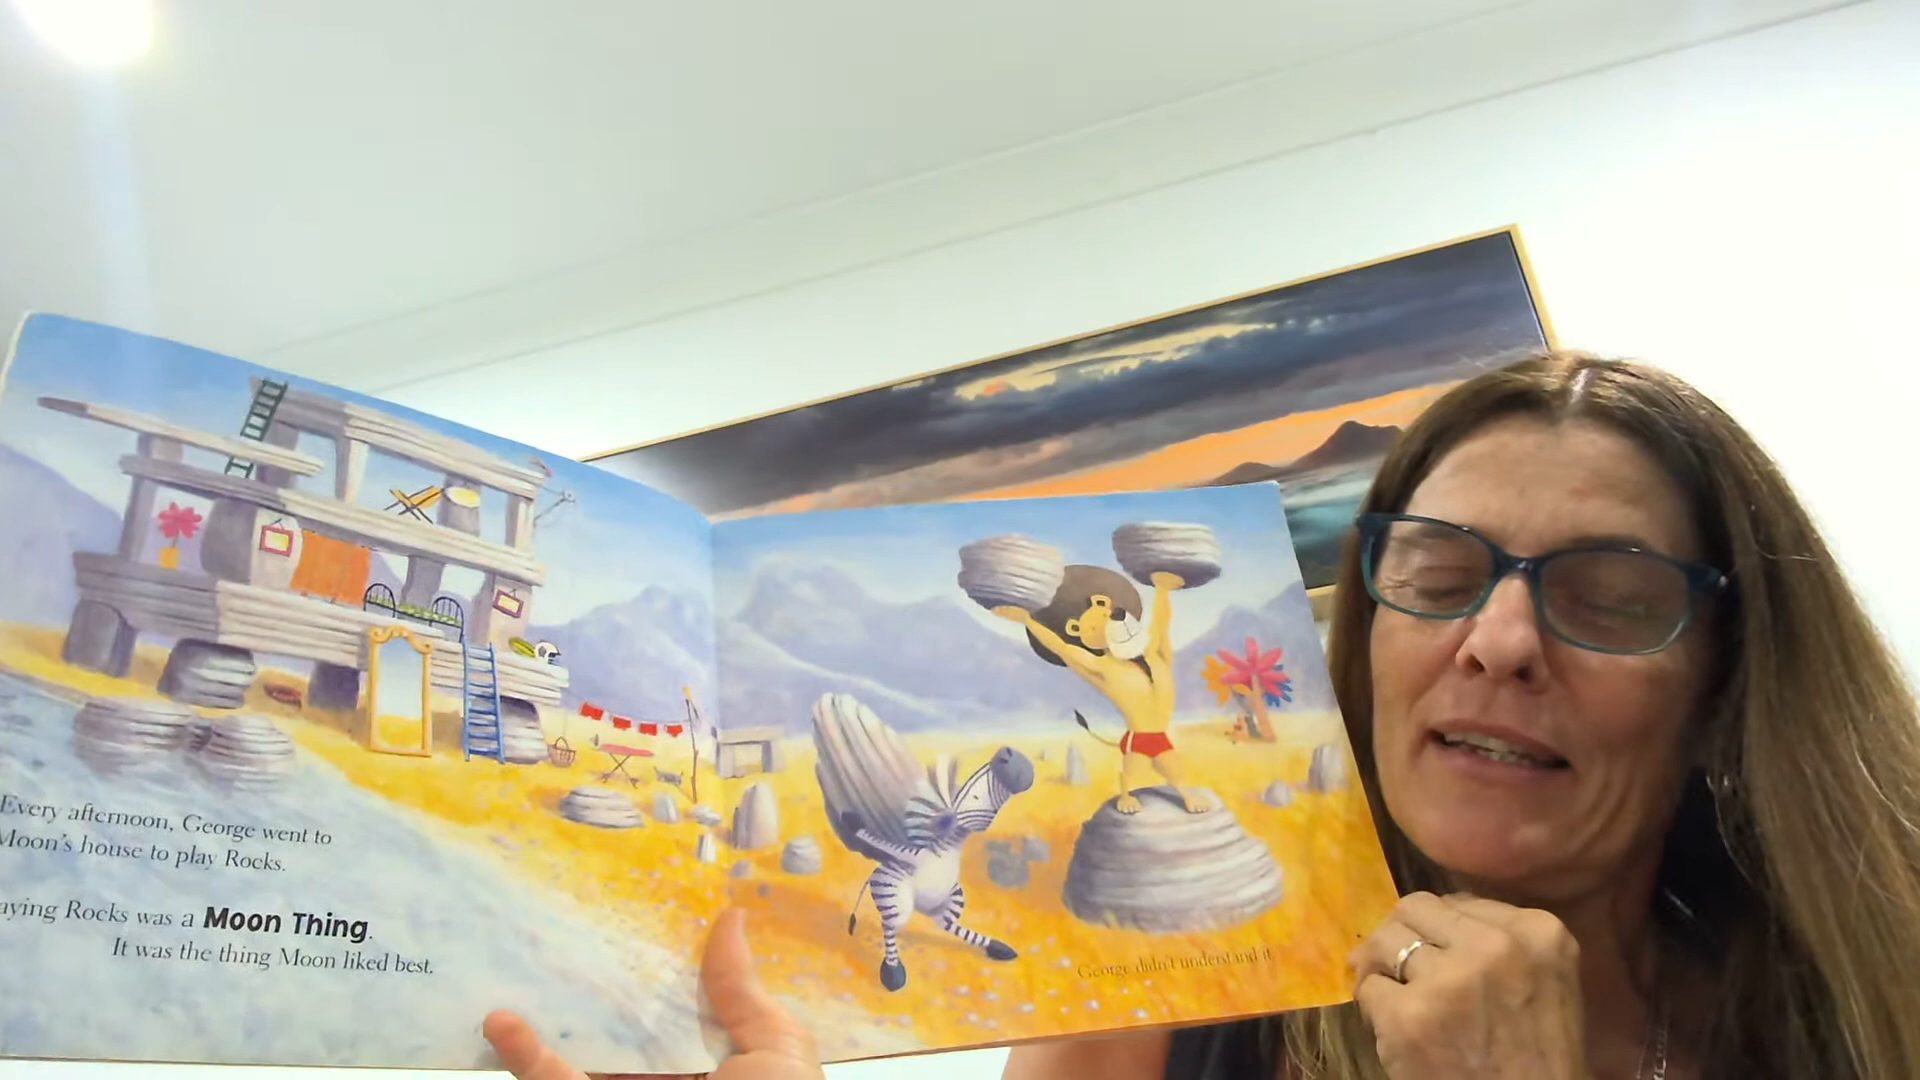 Every afternoon, George went to
Moon's house to play Rocks.
aying Rocks was a Moon Thing.
It was the thing Moon liked best.
George didn't understand it.